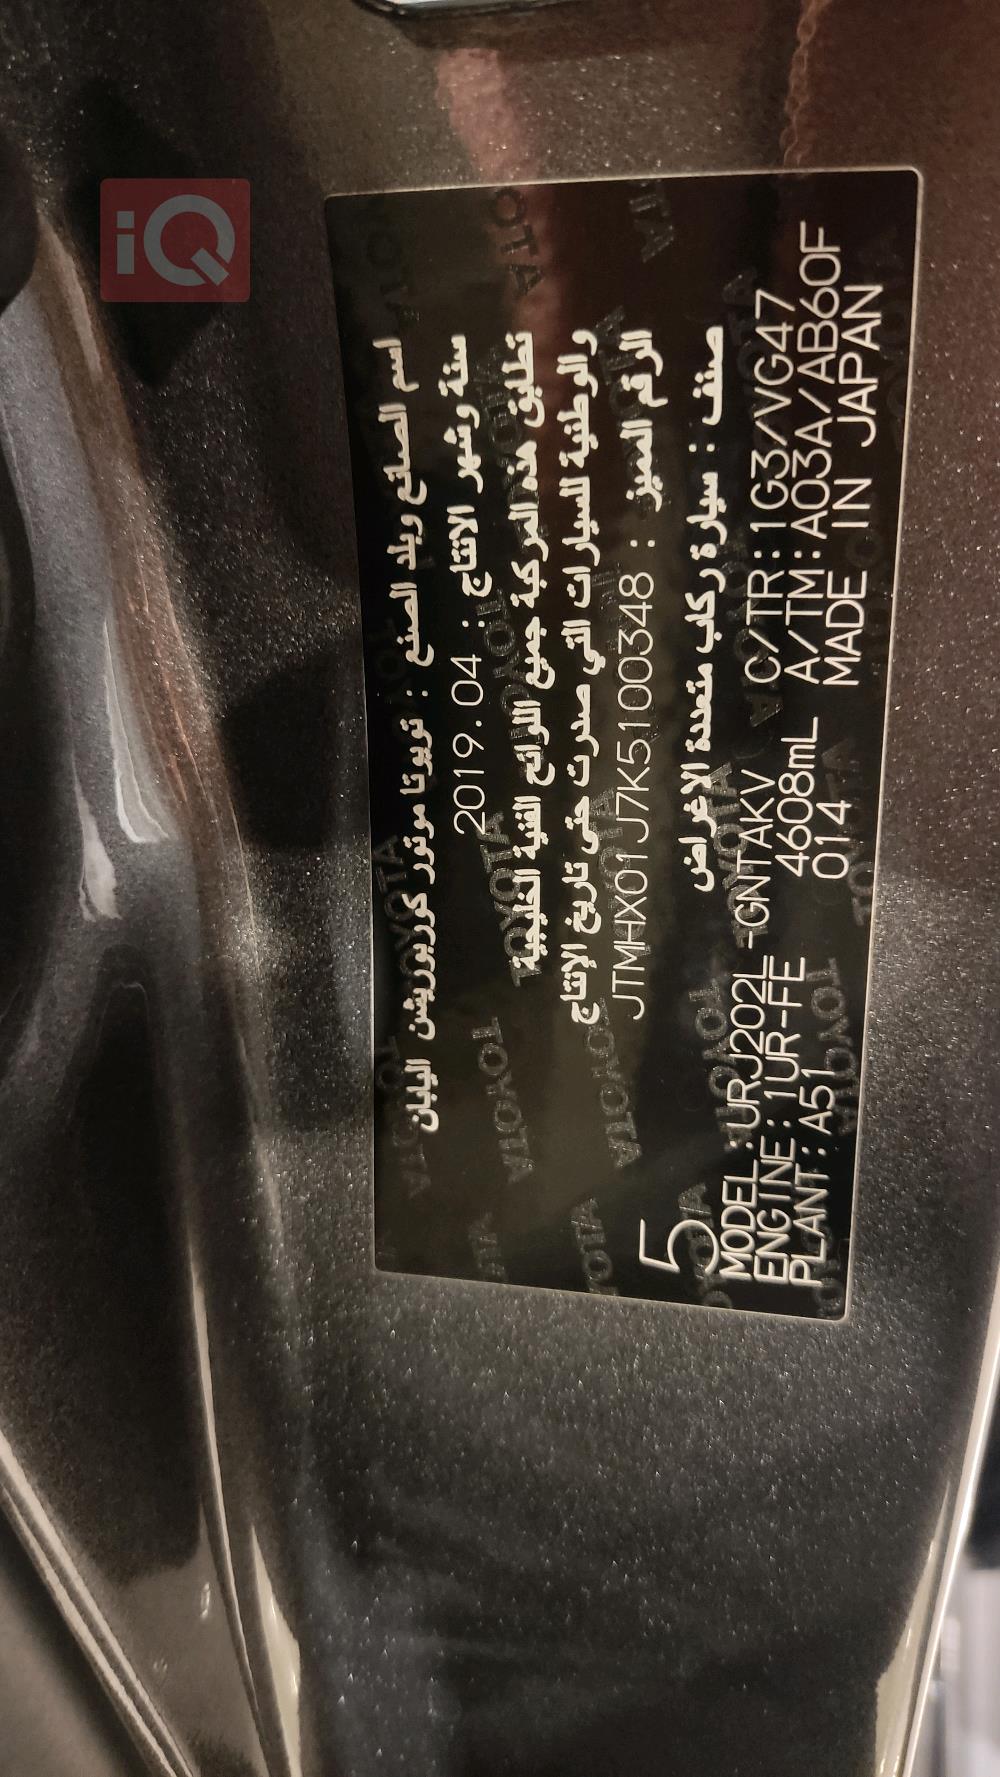 iQ
اسم الصانع وبلد الصنع : تويوتا موتور كوربوريشن اليابان
سنة وشهر الانتاج : 2019.04
تطابق هذه المركبة جميع اللوائح الفنية الخليجية
والوطنية للسيارات التي صدرت حتى تاريخ الإنتاج
الرقم المميز : JTMHX01J7K5100348
صنف : سيارة ركاب متعددة الاغراض
5
MODEL :URJ202L -GNTAKV C/TR:1G3/VG47
ENGINE:1UR-FE 4608mL A/TM:A03A/AB60F
PLANT:A51 014 MADE IN JAPAN